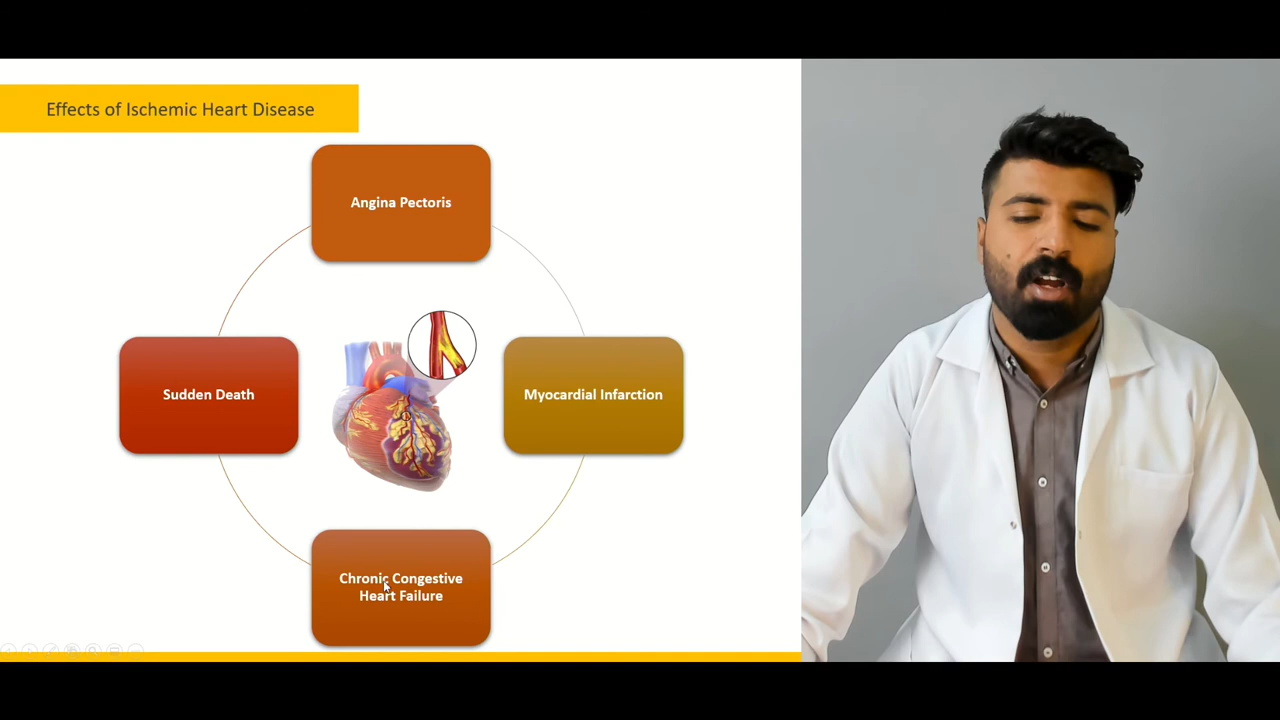 Effects of Ischemic Heart Disease
Angina Pectoris
Sudden Death
Myocardial Infarction
Chronic Congestive
Heart Failure